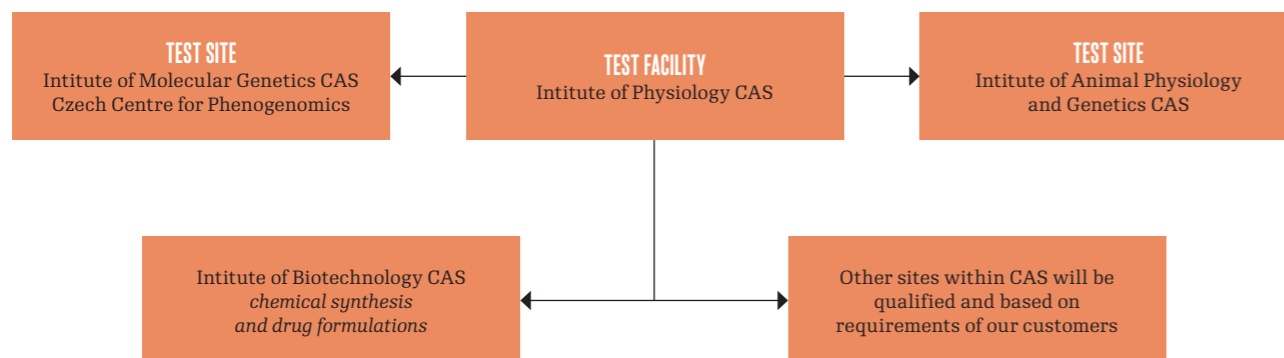 TEST SITE
Intitute of Molecular Genetics CAS
Czech Centre for Phenogenomics
TEST FACILITY
Intitute of Physiology CAS
TEST SITE
Intitute of Animal Physiology
and Genetics CAS
Intitute of Biotechnology CAS
chemical synthesis
and drug formulations
Other sites within CAS will be
qualified and based on
requirements of our customers